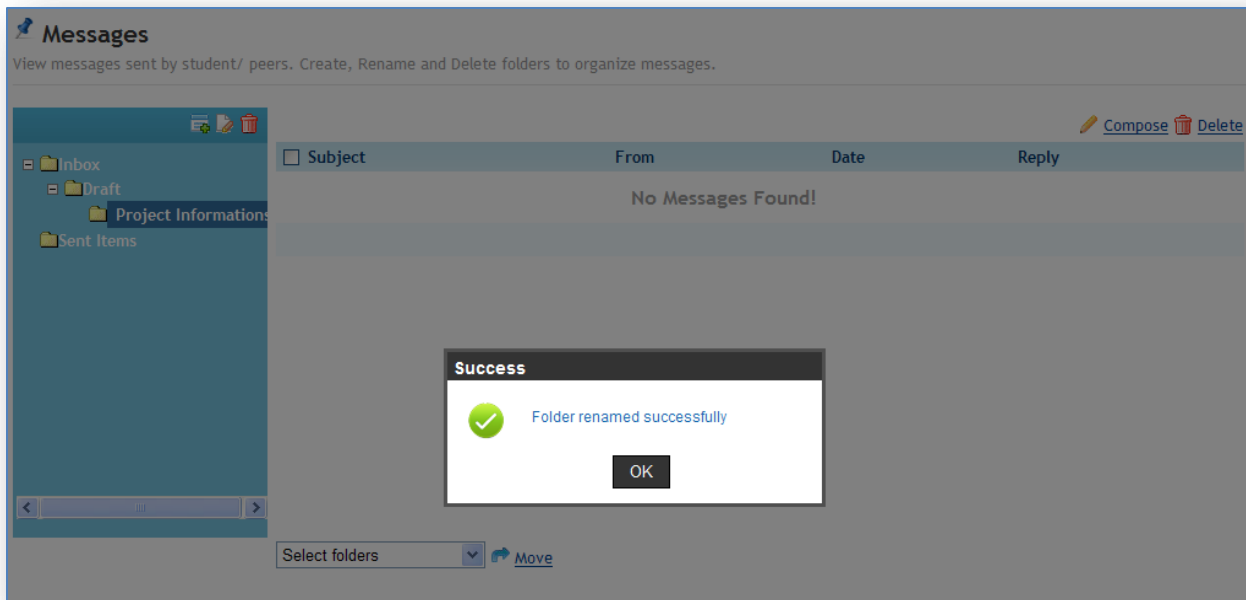 Messages
View messages sent by student/ peers. Create, Rename and Delete folders to organize messages.
Compose Delete
Subject From Date Reply
Inbox
Draft
Project Informations
Sent Items
No Messages Found!
Success
Folder renamed successfully
OK
Select folders Move